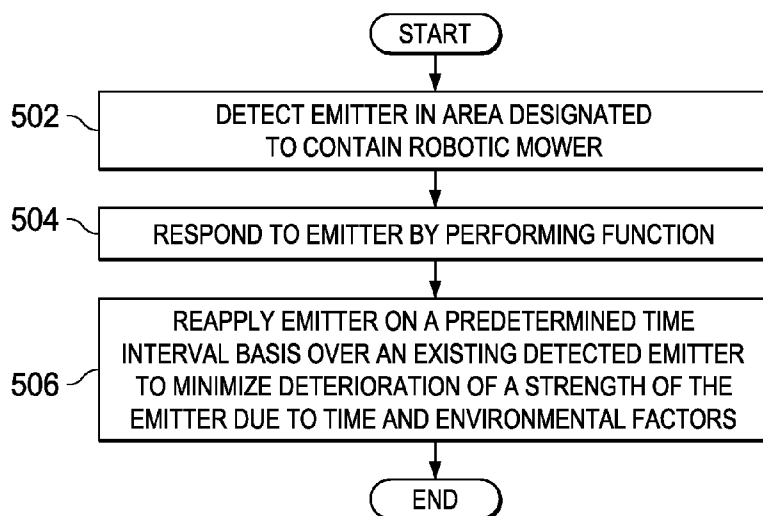 START
502
DETECT EMITTER IN AREA DESIGNATED
TO CONTAIN ROBOTIC MOWER
504
RESPOND TO EMITTER BY PERFORMING FUNCTION
506
REAPPLY EMITTER ON A PREDETERMINED TIME
INTERVAL BASIS OVER AN EXISTING DETECTED EMITTER
TO MINIMIZE DETERIORATION OF A STRENGTH OF THE
EMITTER DUE TO TIME AND ENVIRONMENTAL FACTORS
END